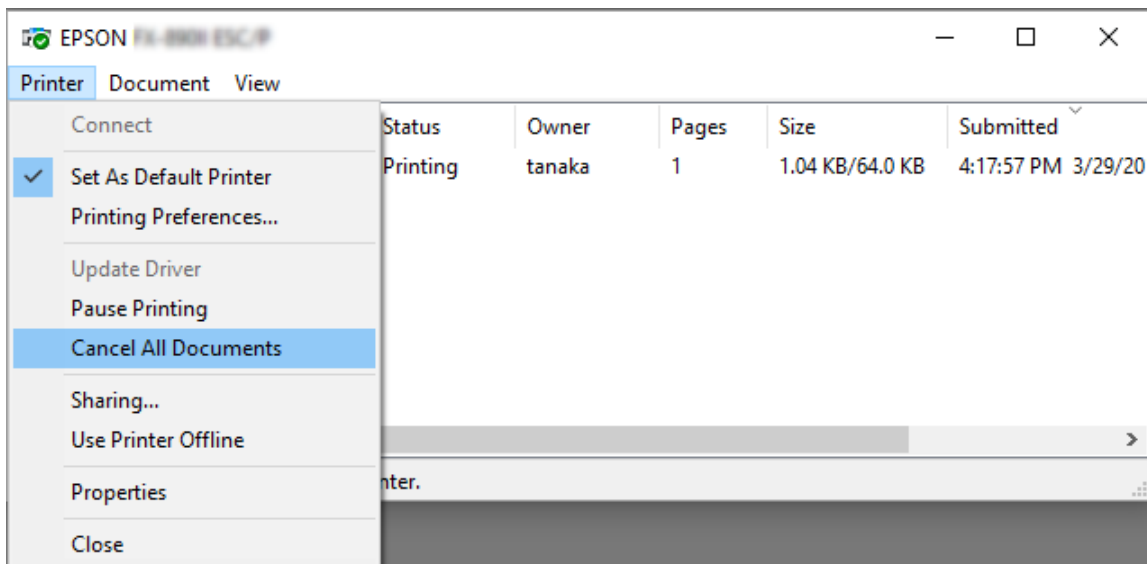 EPSON
Printer Document View
Connect
Set As Default Printer
Printing Preferences...
Update Driver
Pause Printing
Cancel All Documents
Sharing...
Use Printer Offline
Properties
Close
Status Owner Pages Size Submitted
Printing tanaka 1 1.04 KB/64.0 KB 4:17:57 PM 3/29/20
nter.